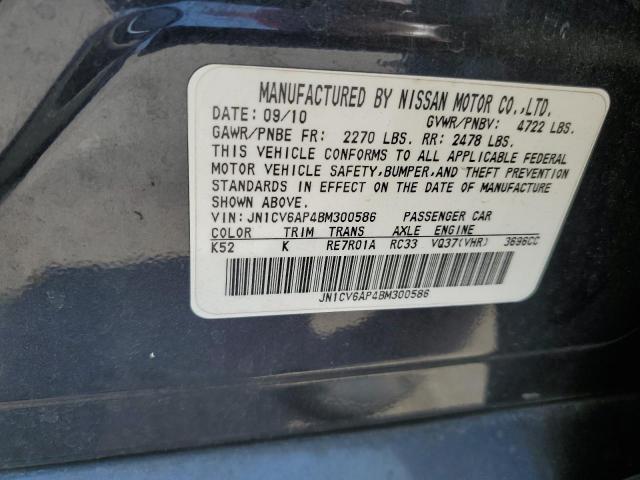 MANUFACTURED BY NISSAN MOTOR CO.,LTD.
DATE: 09/10 GVWR/PNBV: 4722 LBS.
GAWR/PNBE FR: 2270 LBS. RR: 2478 LBS.
THIS VEHICLE CONFORMS TO ALL APPLICABLE FEDERAL
MOTOR VEHICLE SAFETY,BUMPER,AND THEFT PREVENTION
STANDARDS IN EFFECT ON THE DATE OF MANUFACTURE
SHOWN ABOVE.
VIN: JN1CV6AP4BM300586 PASSENGER CAR
COLOR TRIM TRANS AXLE ENGINE
K52 K RE7R01A RC33 VQ37(VHR) 3696CC
JN1CV6AP4BM300586